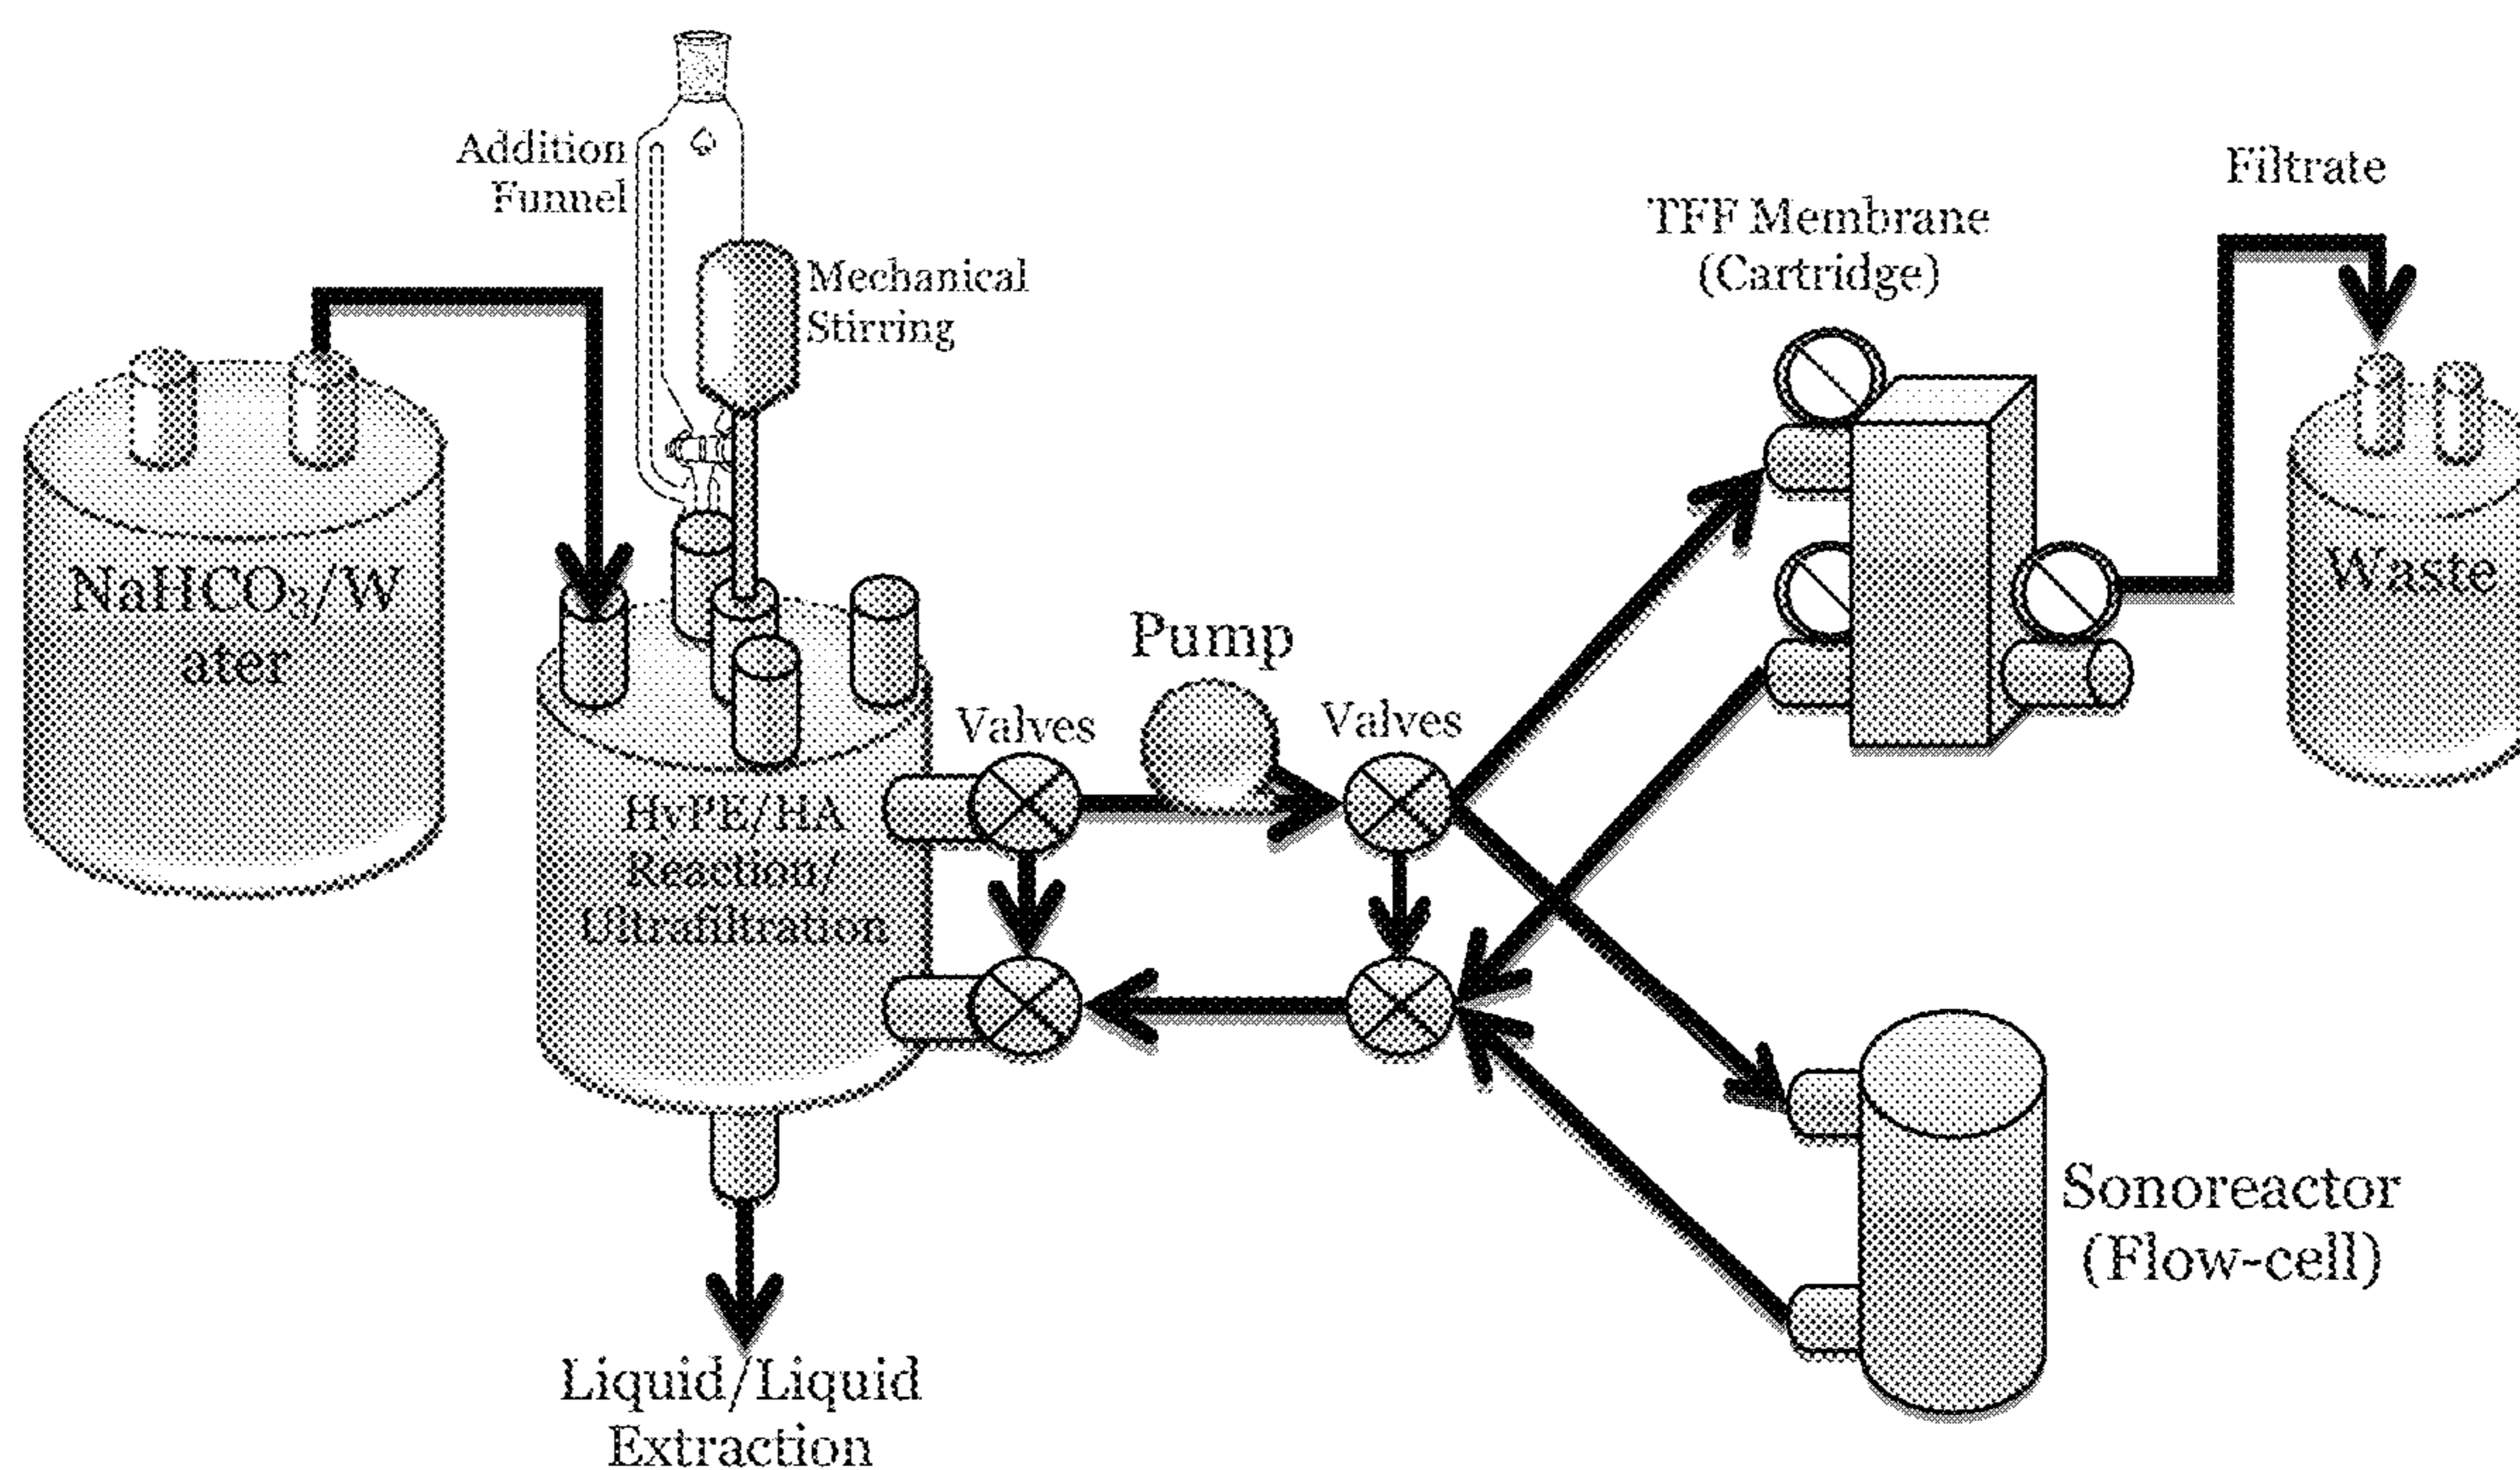 Addition
Funnel
Mechanical
Stirring
TFF Membrane
(Cartridge)
Filtrate
NaHCO₃/W
ater
Waste
Pump
Valves
Valves
HyPE/HA
Reaction/
Ultrafiltration
Sonoreactor
(Flow-cell)
Liquid/Liquid
Extraction